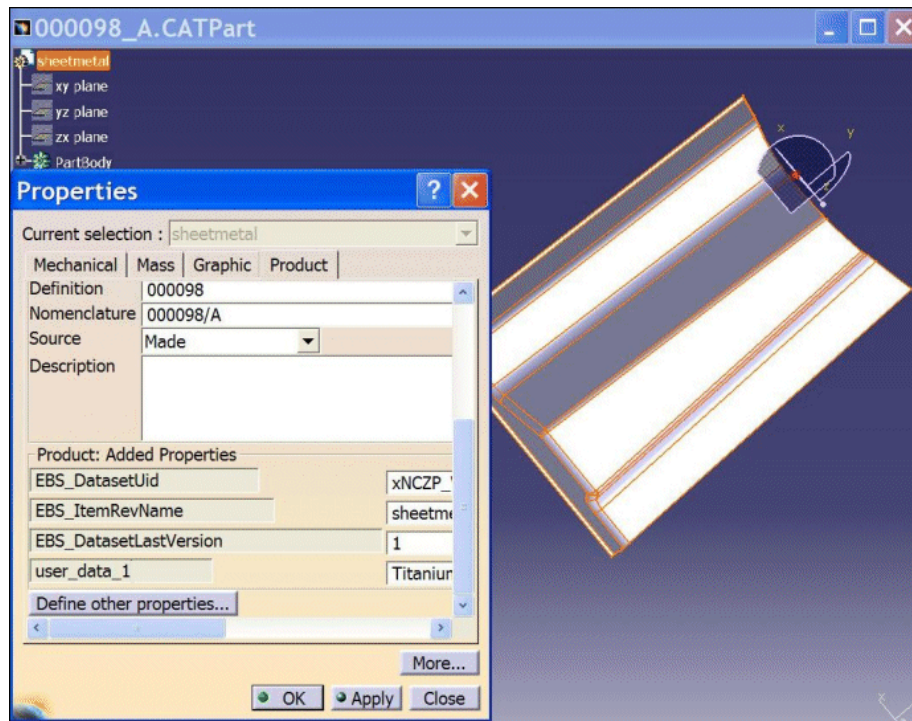 000098_A.CATPart
sheetmetal
xy plane
yz plane
zx plane
PartBody
Properties
Current selection : sheetmetal
Mechanical Mass Graphic Product
Definition 000098
Nomenclature 000098/A
Source Made
Description
Product: Added Properties
EBS_DatasetUid xNCZP_
EBS_ItemRevName sheetme
EBS_DatasetLastVersion 1
user_data_1 Titaniu
Define other properties...
More...
OK Apply Close
x
y
z
x